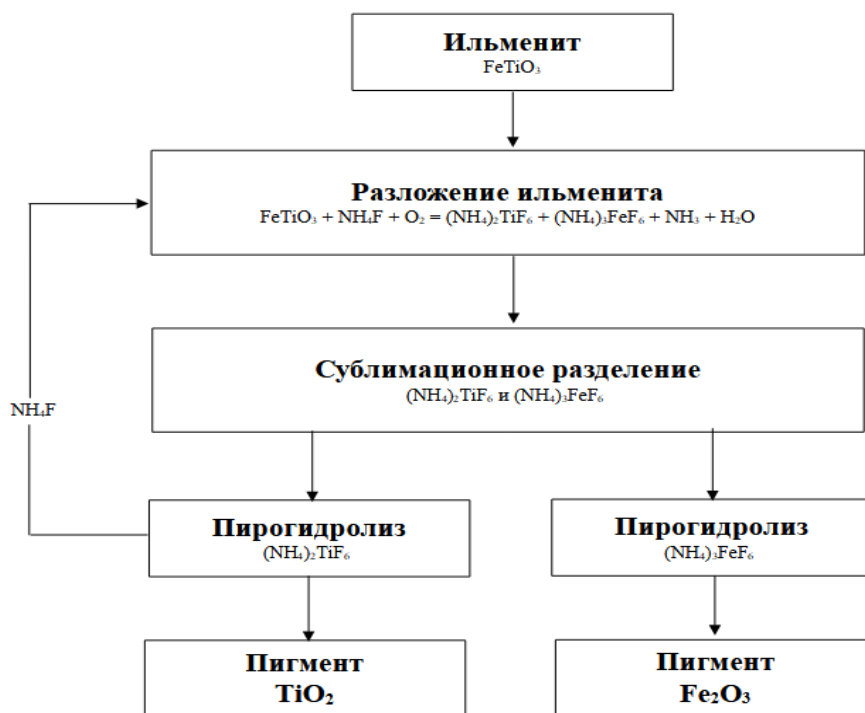 Ильменит
FeTiO₃
Разложение ильменита
FeTiO₃ + NH₄F + O₂ = (NH₄)₂TiF₆ + (NH₄)₃FeF₆ + NH₃ + H₂O
Сублимационное разделение
(NH₄)₂TiF₆ и (NH₄)₃FeF₆
NH₄F
Пирогидролиз
(NH₄)₂TiF₆
Пирогидролиз
(NH₄)₃FeF₆
Пигмент
TiO₂
Пигмент
Fe₂O₃